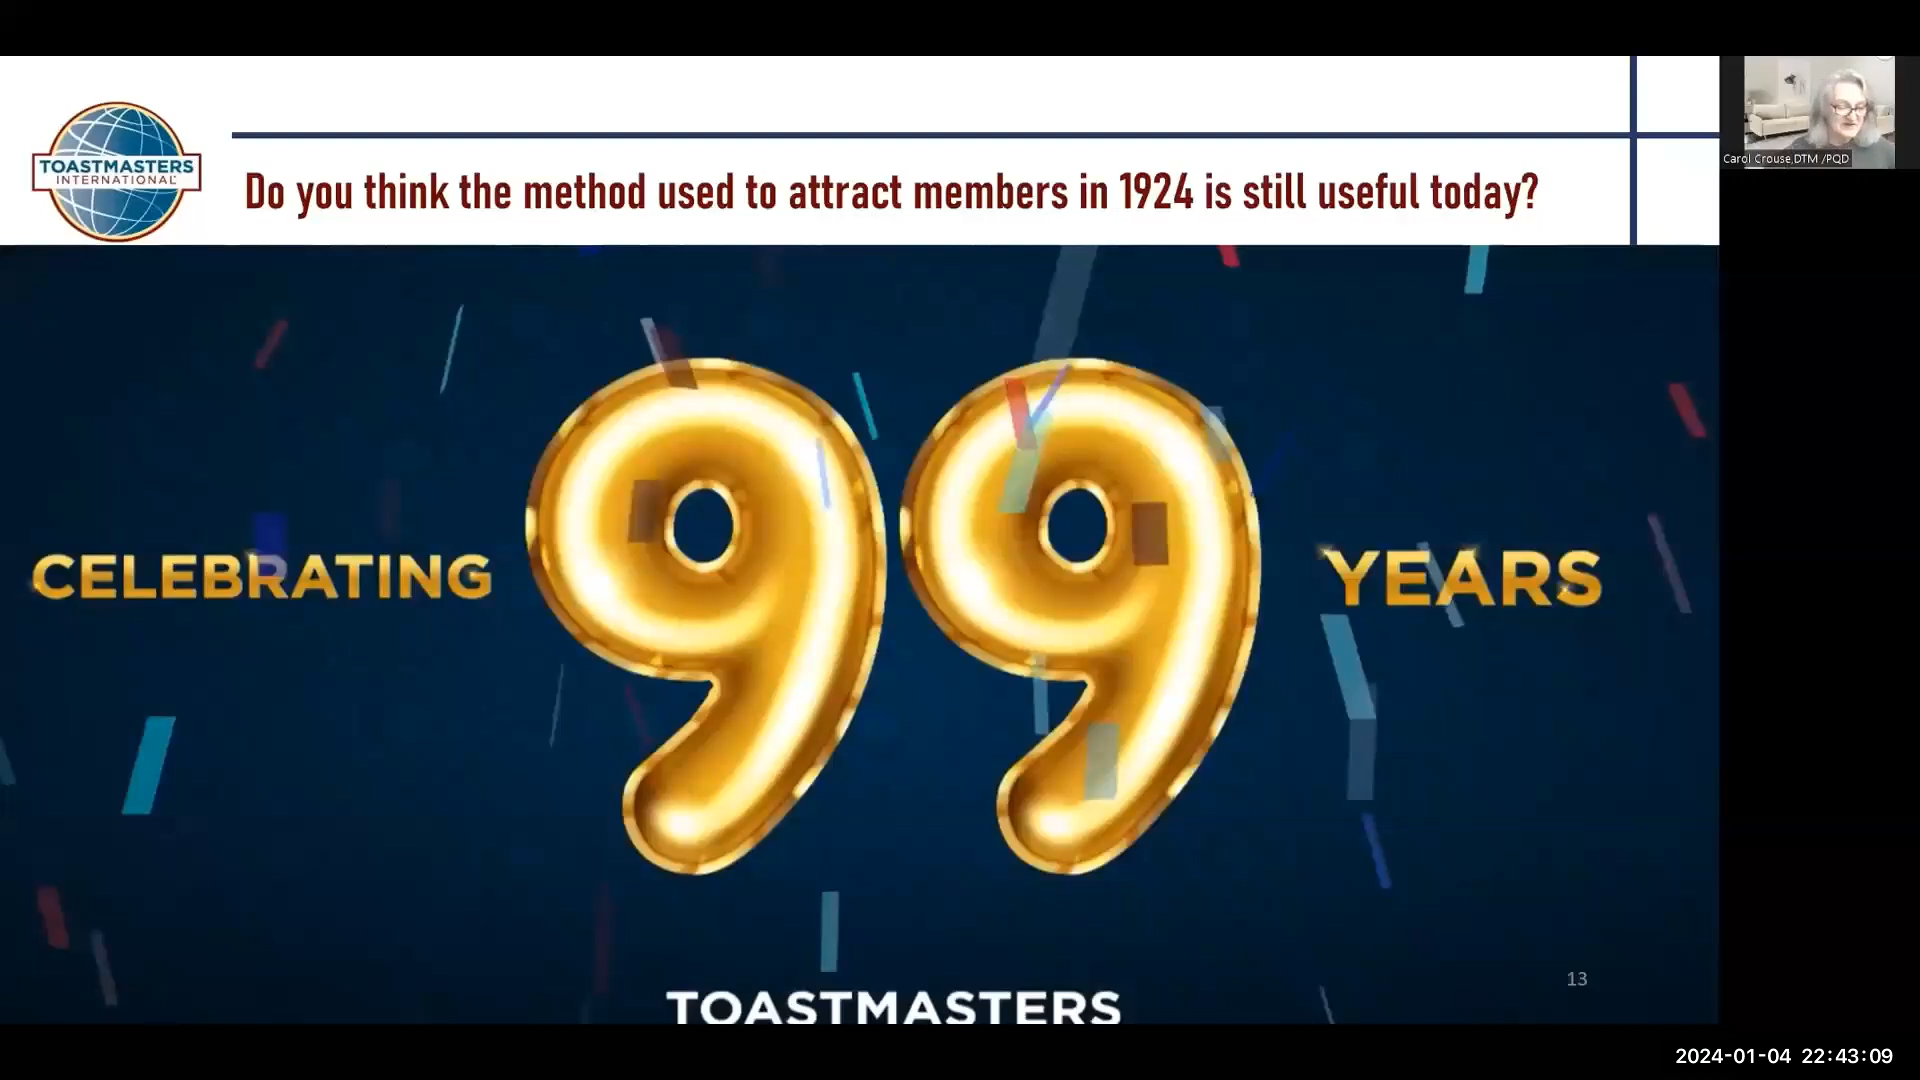 TOASTMASTERS
INTERNATIONAL
Do you think the method used to attract members in 1924 is still useful today?
Carol Crouse,DTM /PQD
CELEBRATING 99 YEARS
TOASTMASTERS
13
2024-01-04 22:43:09